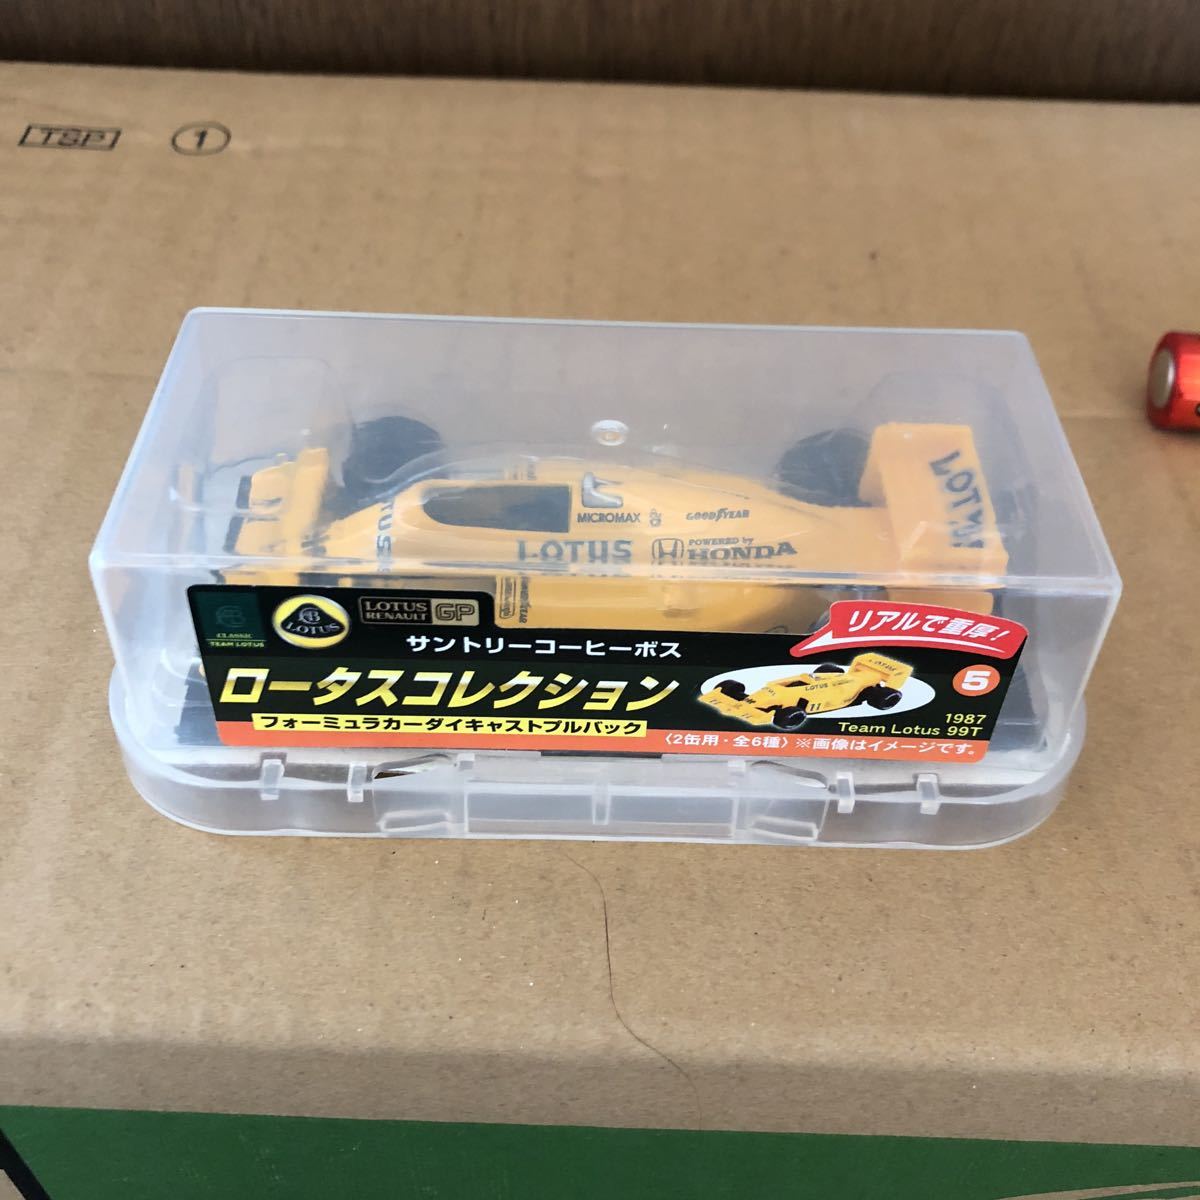 TSP 1
LOTUS
MICROMAX
GOODYEAR
LOTUS
POWERED by
HONDA
CLASSIC
TEAM LOTUS
LOTUS
LOTUS
RENAULT
GP
サントリーコーヒーボス
ロータスコレクション
フォーミュラカーダイキャストプルバック
リアルで重厚!
5
1987
Team Lotus 99T
〈2缶用・全6種〉※画像はイメージです。
LOTUS
11